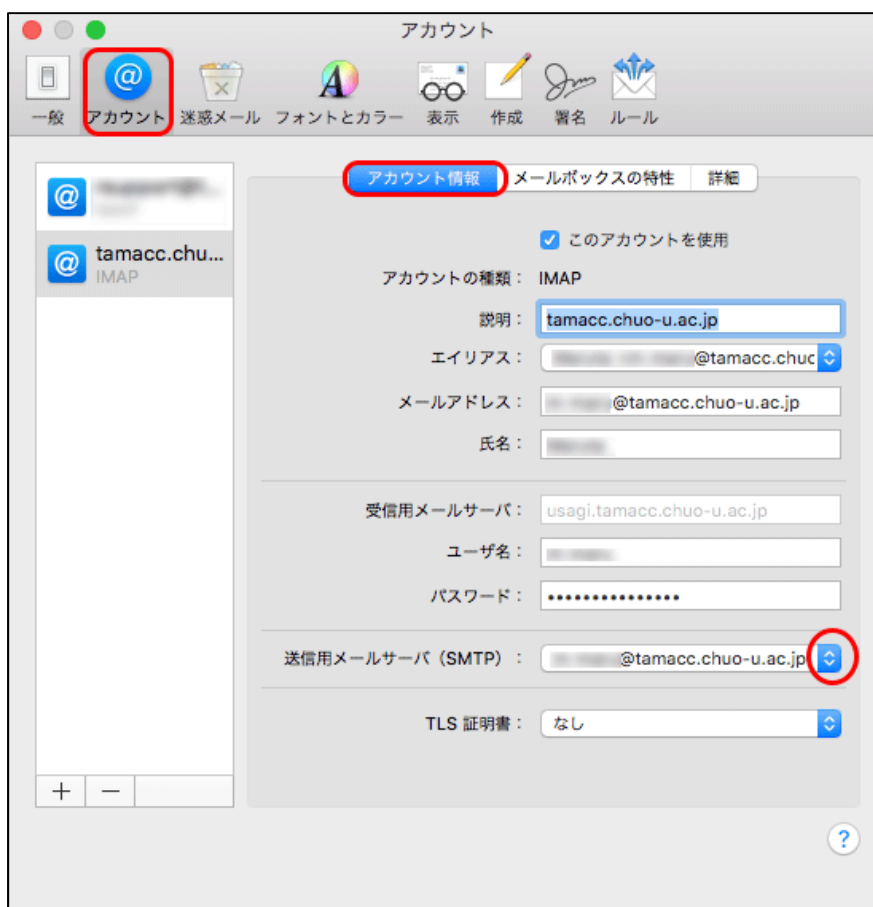 アカウント
一般 アカウント 迷惑メール フォントとカラー 表示 作成 署名 ルール
アカウント情報 メールボックスの特性 詳細
tamacc.chu...
IMAP
このアカウントを使用
アカウントの種類： IMAP
説明： tamacc.chuo-u.ac.jp
エイリアス： @tamacc.chuc
メールアドレス： @tamacc.chuo-u.ac.jp
氏名：
受信用メールサーバ： usagi.tamacc.chuo-u.ac.jp
ユーザ名：
パスワード： •••••••••••••••
送信用メールサーバ（SMTP）： @tamacc.chuo-u.ac.jp
TLS 証明書： なし
+ −
?